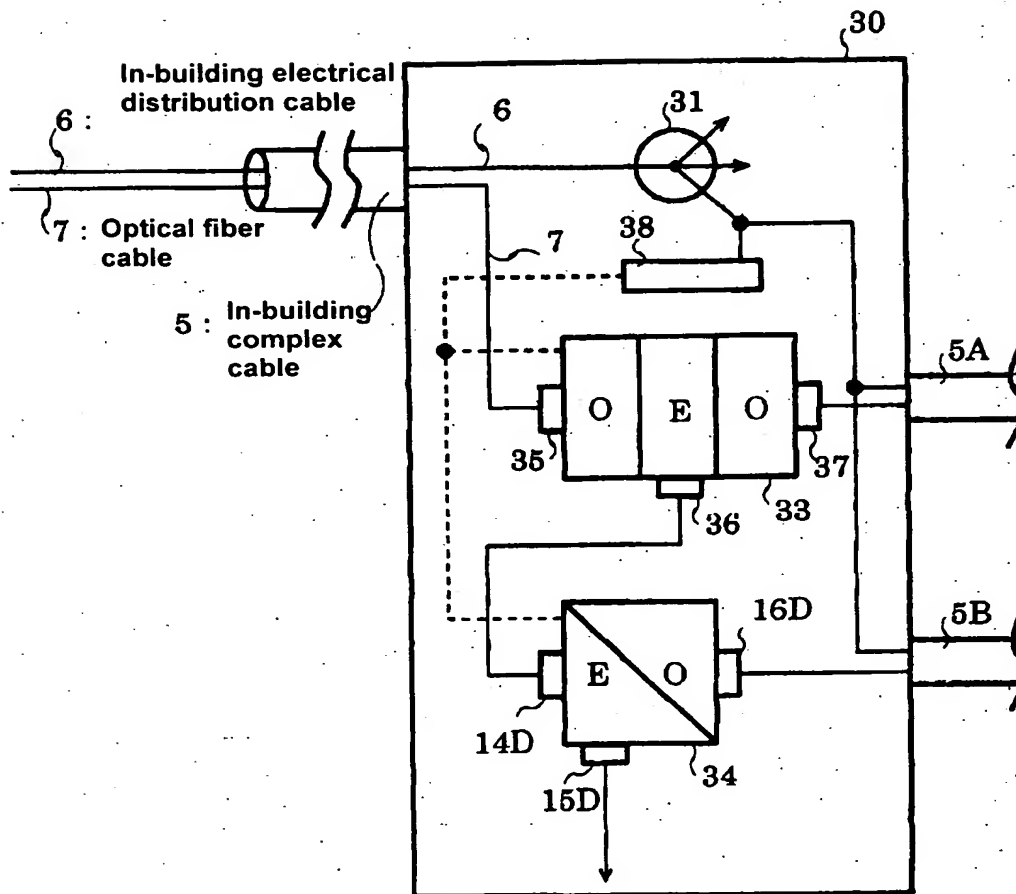 30
In-building electrical
distribution cable
6 :
6
31
7 : Optical fiber
cable
7
38
5 : In-building
complex
cable
5A
O E O
35
37
36
33
16D
5B
E O
14D
34
15D